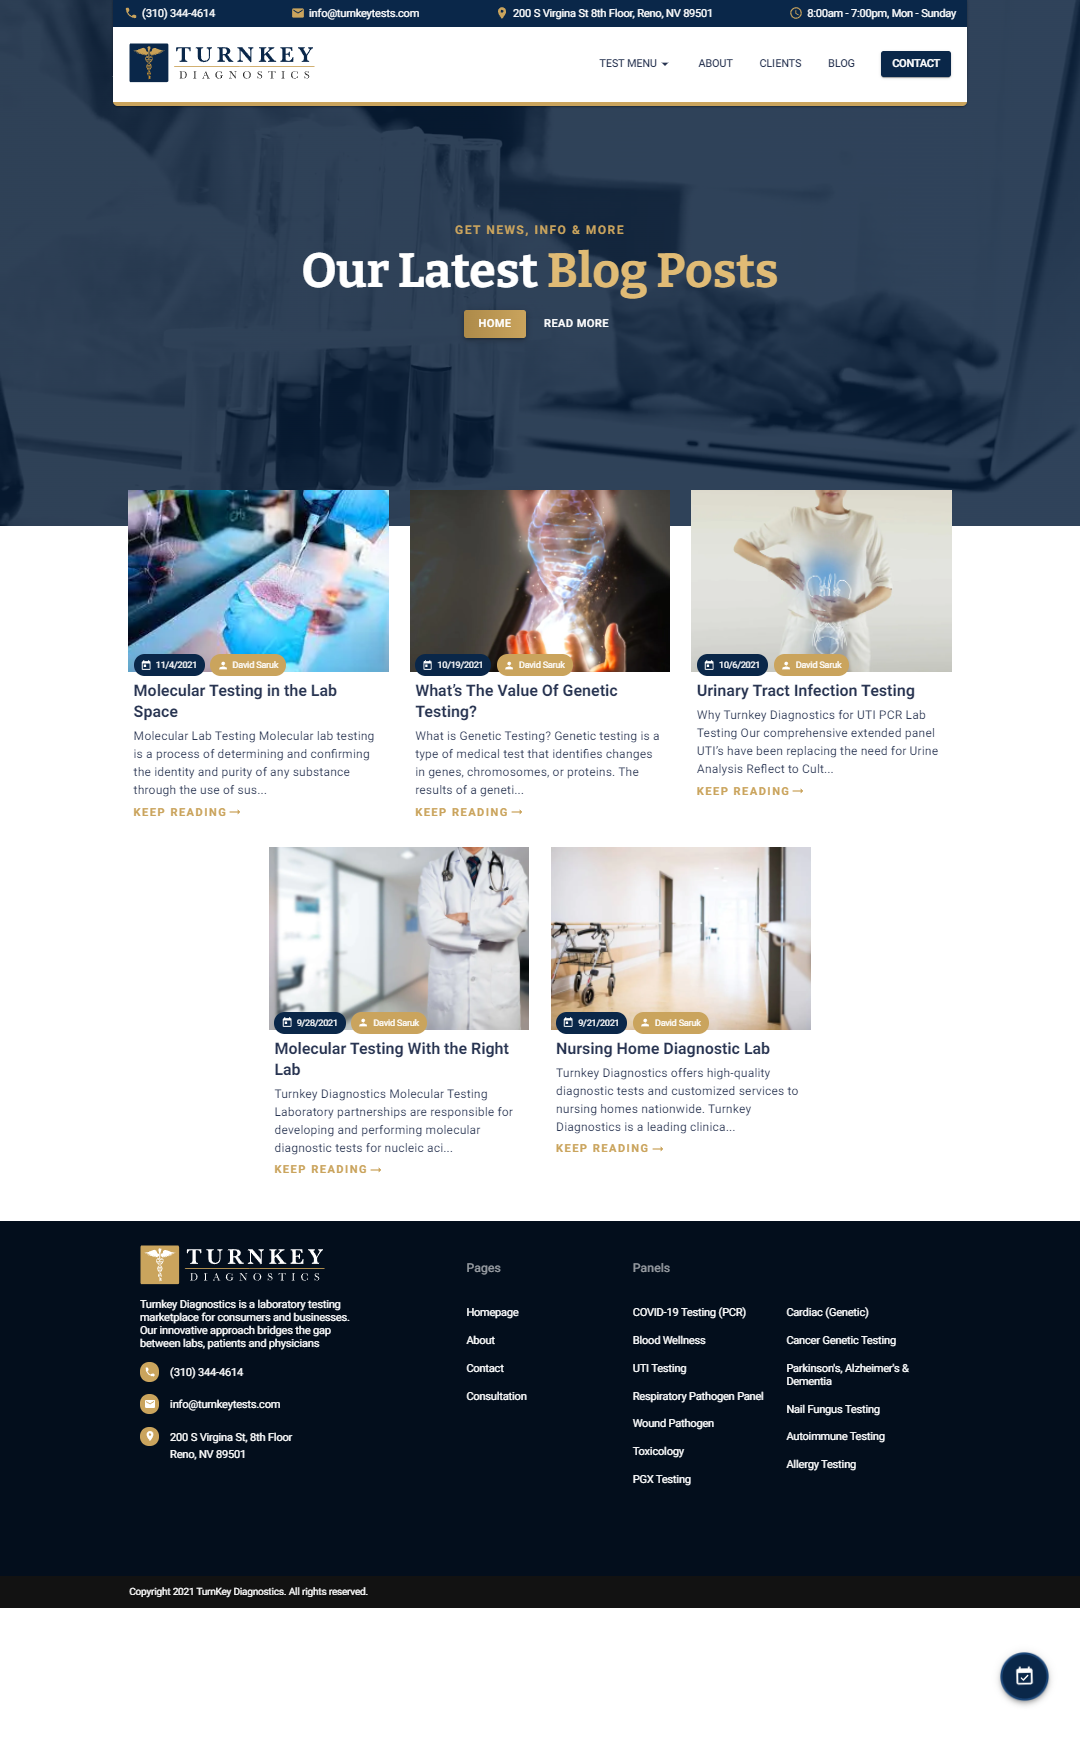 (310) 344-4614
info@turnkeytests.com
200 S Virgina St 8th Floor, Reno, NV 89501
8:00am - 7:00pm, Mon - Sunday
TURNKEY
DIAGNOSTICS
TEST MENU
ABOUT
CLIENTS
BLOG
CONTACT
GET NEWS, INFO & MORE
Our Latest Blog Posts
HOME
READ MORE
11/4/2021
David Saruk
Molecular Testing in the Lab
Space
Molecular Lab Testing Molecular lab testing
is a process of determining and confirming
the identity and purity of any substance
through the use of sus...
KEEP READING
10/19/2021
David Saruk
What's The Value Of Genetic
Testing?
What is Genetic Testing? Genetic testing is a
type of medical test that identifies changes
in genes, chromosomes, or proteins. The
results of a geneti...
KEEP READING
10/6/2021
David Saruk
Urinary Tract Infection Testing
Why Turnkey Diagnostics for UTI PCR Lab
Testing Our comprehensive extended panel
UTI's have been replacing the need for Urine
Analysis Reflect to Cult...
KEEP READING
9/28/2021
David Saruk
Molecular Testing With the Right
Lab
Turnkey Diagnostics Molecular Testing
Laboratory partnerships are responsible for
developing and performing molecular
diagnostic tests for nucleic aci...
KEEP READING
9/21/2021
David Saruk
Nursing Home Diagnostic Lab
Turnkey Diagnostics offers high-quality
diagnostic tests and customized services to
nursing homes nationwide. Turnkey
Diagnostics is a leading clinica...
KEEP READING
TURNKEY
DIAGNOSTICS
Turnkey Diagnostics is a laboratory testing
marketplace for consumers and businesses.
Our innovative approach bridges the gap
between labs, patients and physicians
(310) 344-4614
info@turnkeytests.com
200 S Virgina St, 8th Floor
Reno, NV 89501
Pages
Homepage
About
Contact
Consultation
Panels
COVID-19 Testing (PCR)
Blood Wellness
UTI Testing
Respiratory Pathogen Panel
Wound Pathogen
Toxicology
PGX Testing
Cardiac (Genetic)
Cancer Genetic Testing
Parkinson's, Alzheimer's &
Dementia
Nail Fungus Testing
Autoimmune Testing
Allergy Testing
Copyright 2021 TurnKey Diagnostics. All rights reserved.